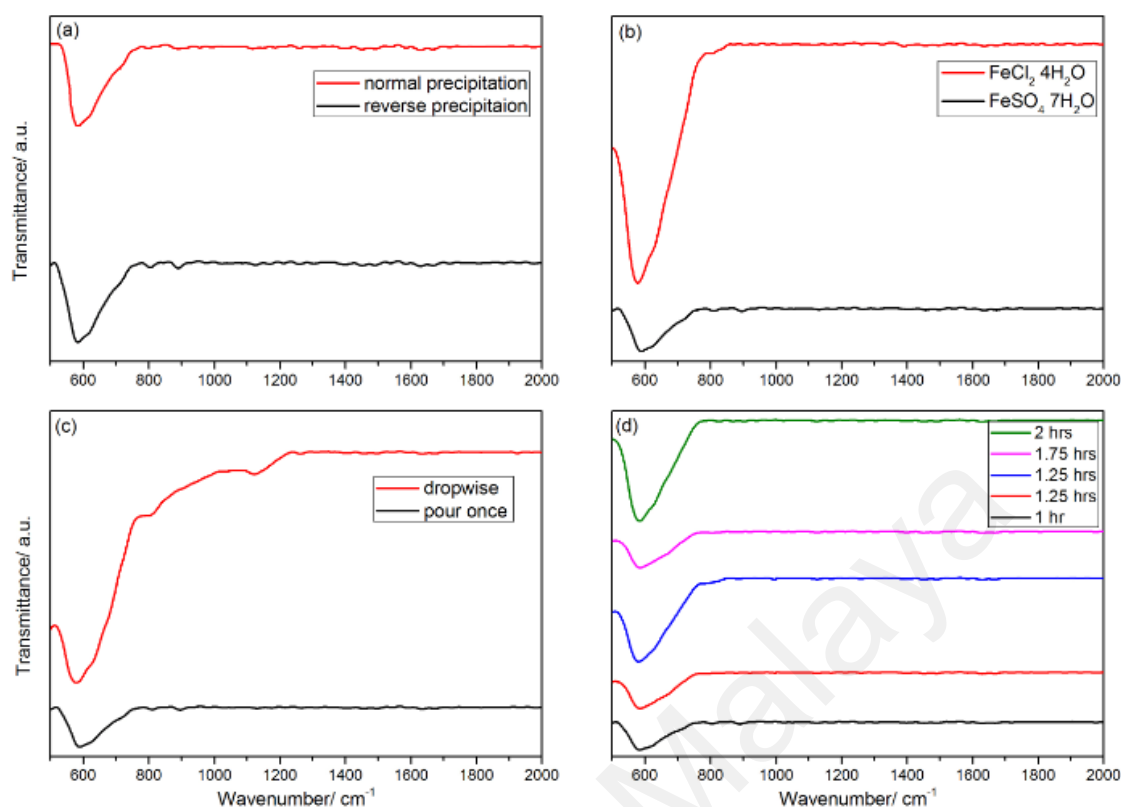 (a)
normal precipitation
reverse precipitaion
Transmittance/ a.u.
600 800 1000 1200 1400 1600 1800 2000
(b)
FeCl₂ 4H₂O
FeSO₄ 7H₂O
600 800 1000 1200 1400 1600 1800 2000
(c)
dropwise
pour once
Transmittance/ a.u.
600 800 1000 1200 1400 1600 1800 2000
Wavenumber/ cm⁻¹
(d)
2 hrs
1.75 hrs
1.25 hrs
1.25 hrs
1 hr
600 800 1000 1200 1400 1600 1800 2000
Wavenumber/ cm⁻¹
Malaya